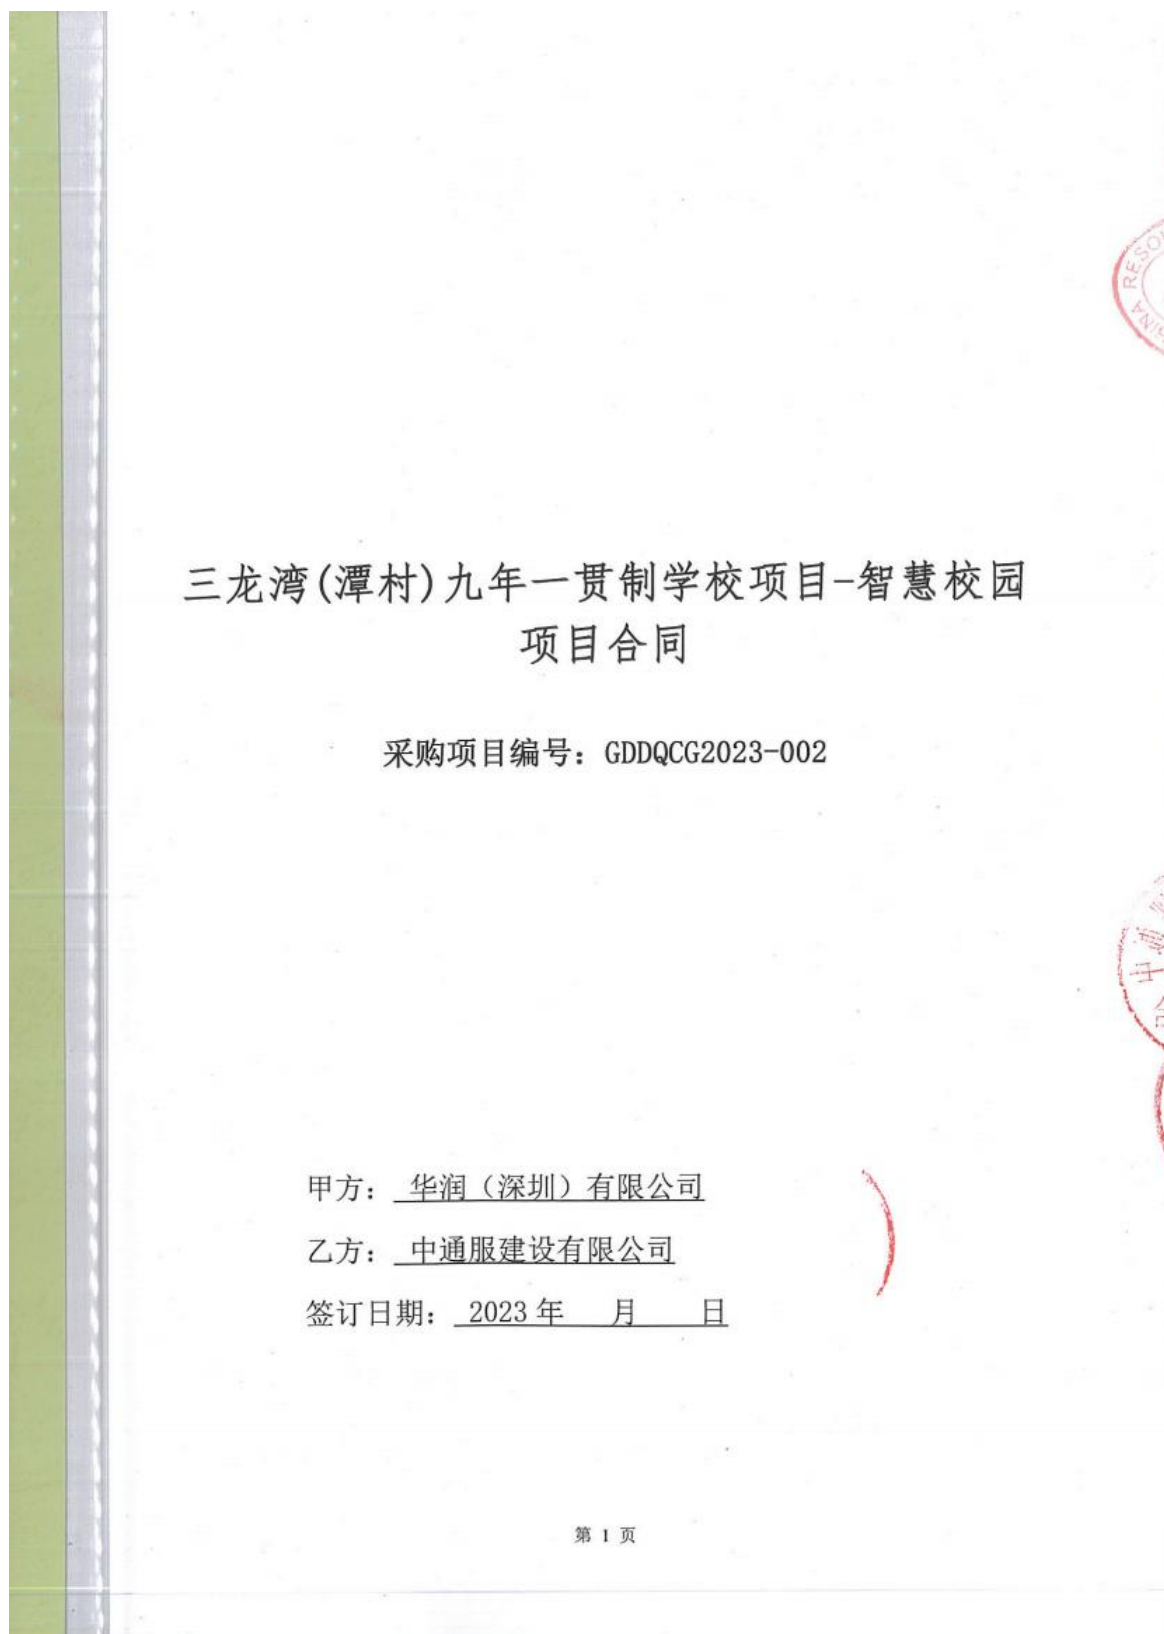 三龙湾(潭村)九年一贯制学校项目-智慧校园
项目合同
采购项目编号：GDDQCG2023-002
甲方：华润（深圳）有限公司
乙方：中通服建设有限公司
签订日期：2023年 月 日
第 1 页